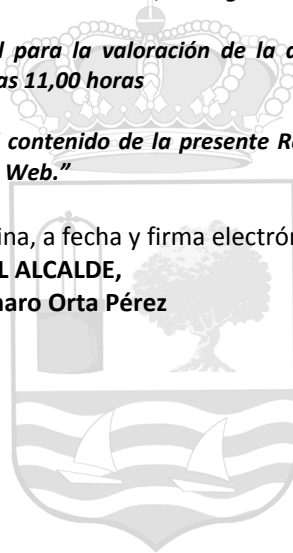 l para la valoración de la
as 11,00 horas
contenido de la presente
Web.”
ina, a fecha y firma
L ALCALDE,
naro Orta Pérez